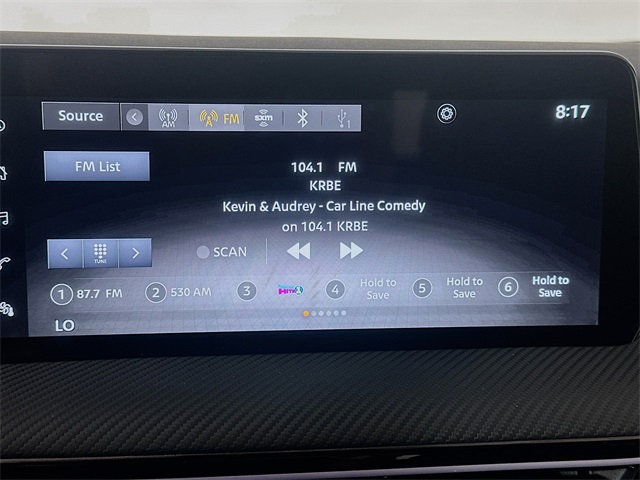 Source
AM
FM
sxm
1
8:17
FM List
104.1 FM
KRBE
Kevin & Audrey - Car Line Comedy
on 104.1 KRBE
TUNE
SCAN
1 87.7 FM
2 530 AM
3
4 Hold to Save
5 Hold to Save
6 Hold to Save
LO